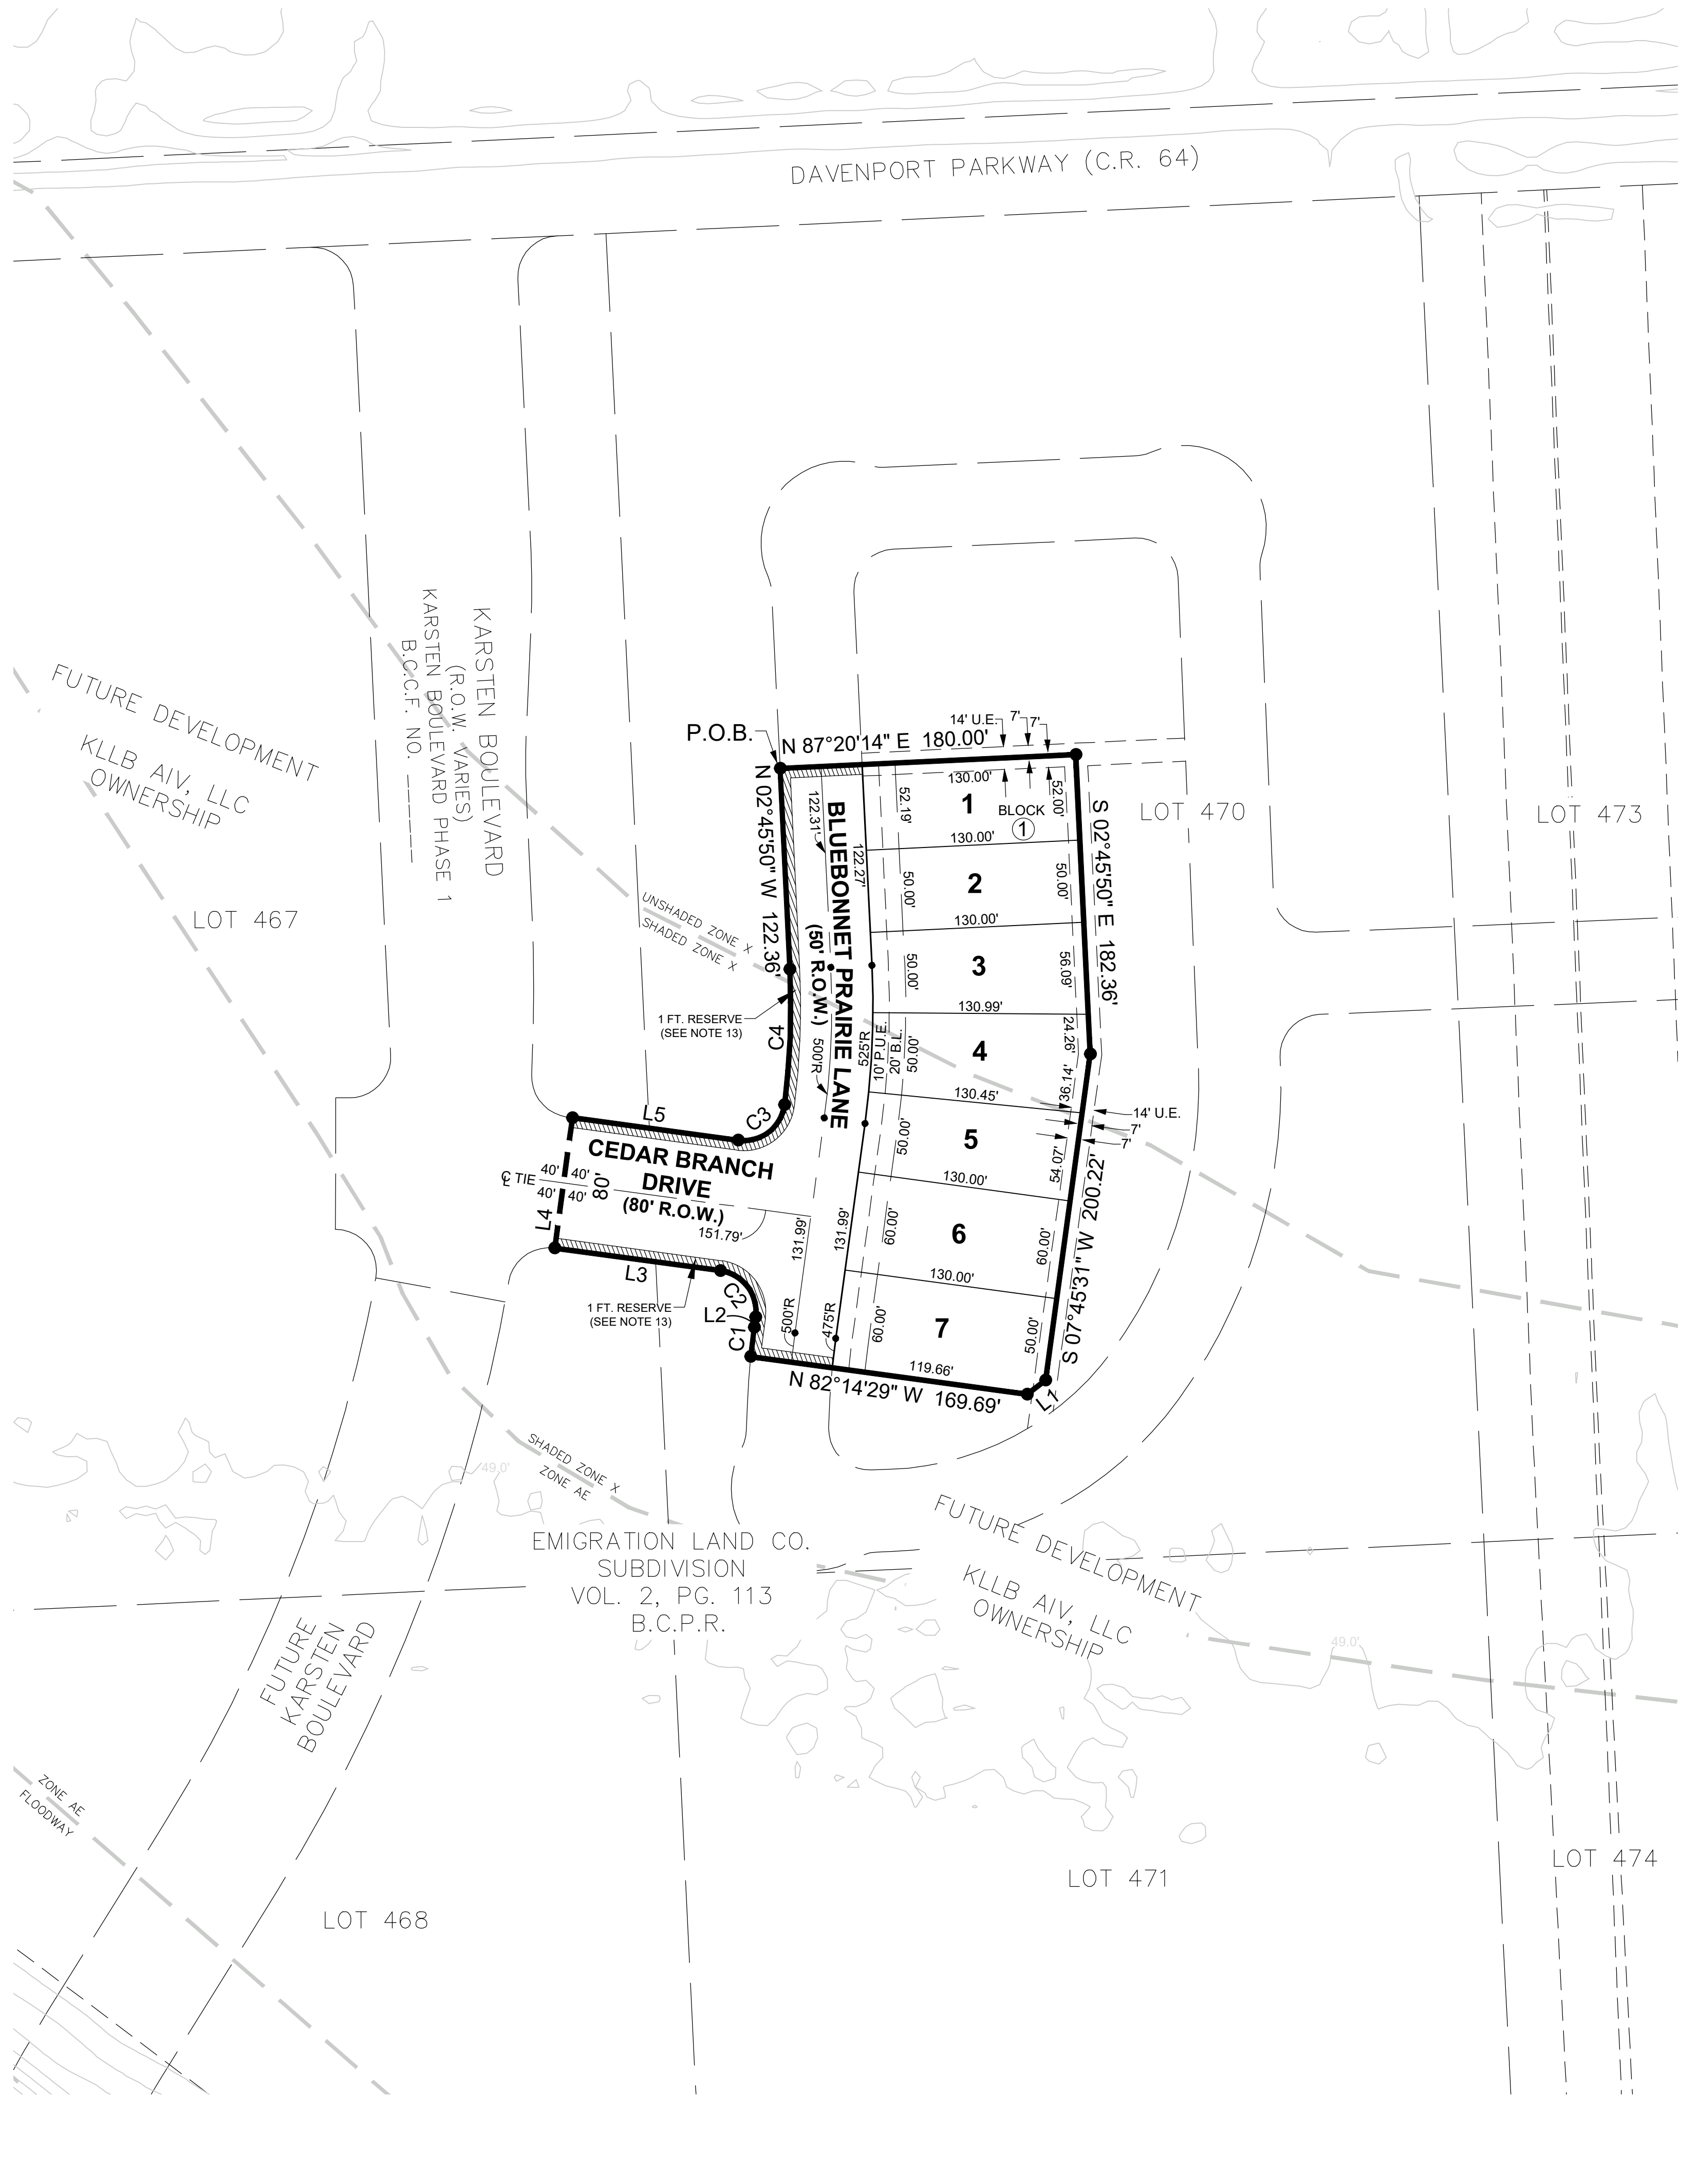 DAVENPORT PARKWAY (C.R. 64)
KARSTEN BOULEVARD
(R.O.W. VARIES)
KARSTEN BOULEVARD PHASE 1
B.C.C.F. NO. ______
FUTURE DEVELOPMENT
KLLB AIV, LLC
OWNERSHIP
LOT 467
LOT 470
LOT 473
P.O.B.
N 87°20'14" E 180.00'
14' U.E.
7'
7'
N 02°45'50" W 122.36'
S 02°45'50" E 182.36'
130.00'
52.19'
1
52.00'
BLOCK
1
130.00'
122.31'
122.27'
BLUEBONNET PRAIRIE LANE
(50' R.O.W.)
50.00'
2
50.00'
130.00'
UNSHADED ZONE X
SHADED ZONE X
50.00'
3
56.09'
130.99'
1 FT. RESERVE
(SEE NOTE 13)
C4
500'R
525'R
10' P.U.E.
20' B.L.
50.00'
4
24.26'
36.14'
130.45'
14' U.E.
7'
7'
L5
C3
50.00'
5
54.07'
130.00'
CEDAR BRANCH
DRIVE
(80' R.O.W.)
℄ TIE
40'
40'
40'
40'
80'
L4
151.79'
131.99'
131.99'
60.00'
6
60.00'
S 07°45'31" W 200.22'
130.00'
L3
C2
L2
C1
1 FT. RESERVE
(SEE NOTE 13)
500'R
475'R
60.00'
7
50.00'
119.66'
N 82°14'29" W 169.69'
L1
SHADED ZONE X
ZONE AE
49.0'
EMIGRATION LAND CO.
SUBDIVISION
VOL. 2, PG. 113
B.C.P.R.
FUTURE DEVELOPMENT
KLLB AIV, LLC
OWNERSHIP
49.0'
FUTURE
KARSTEN
BOULEVARD
ZONE AE
FLOODWAY
LOT 468
LOT 471
LOT 474